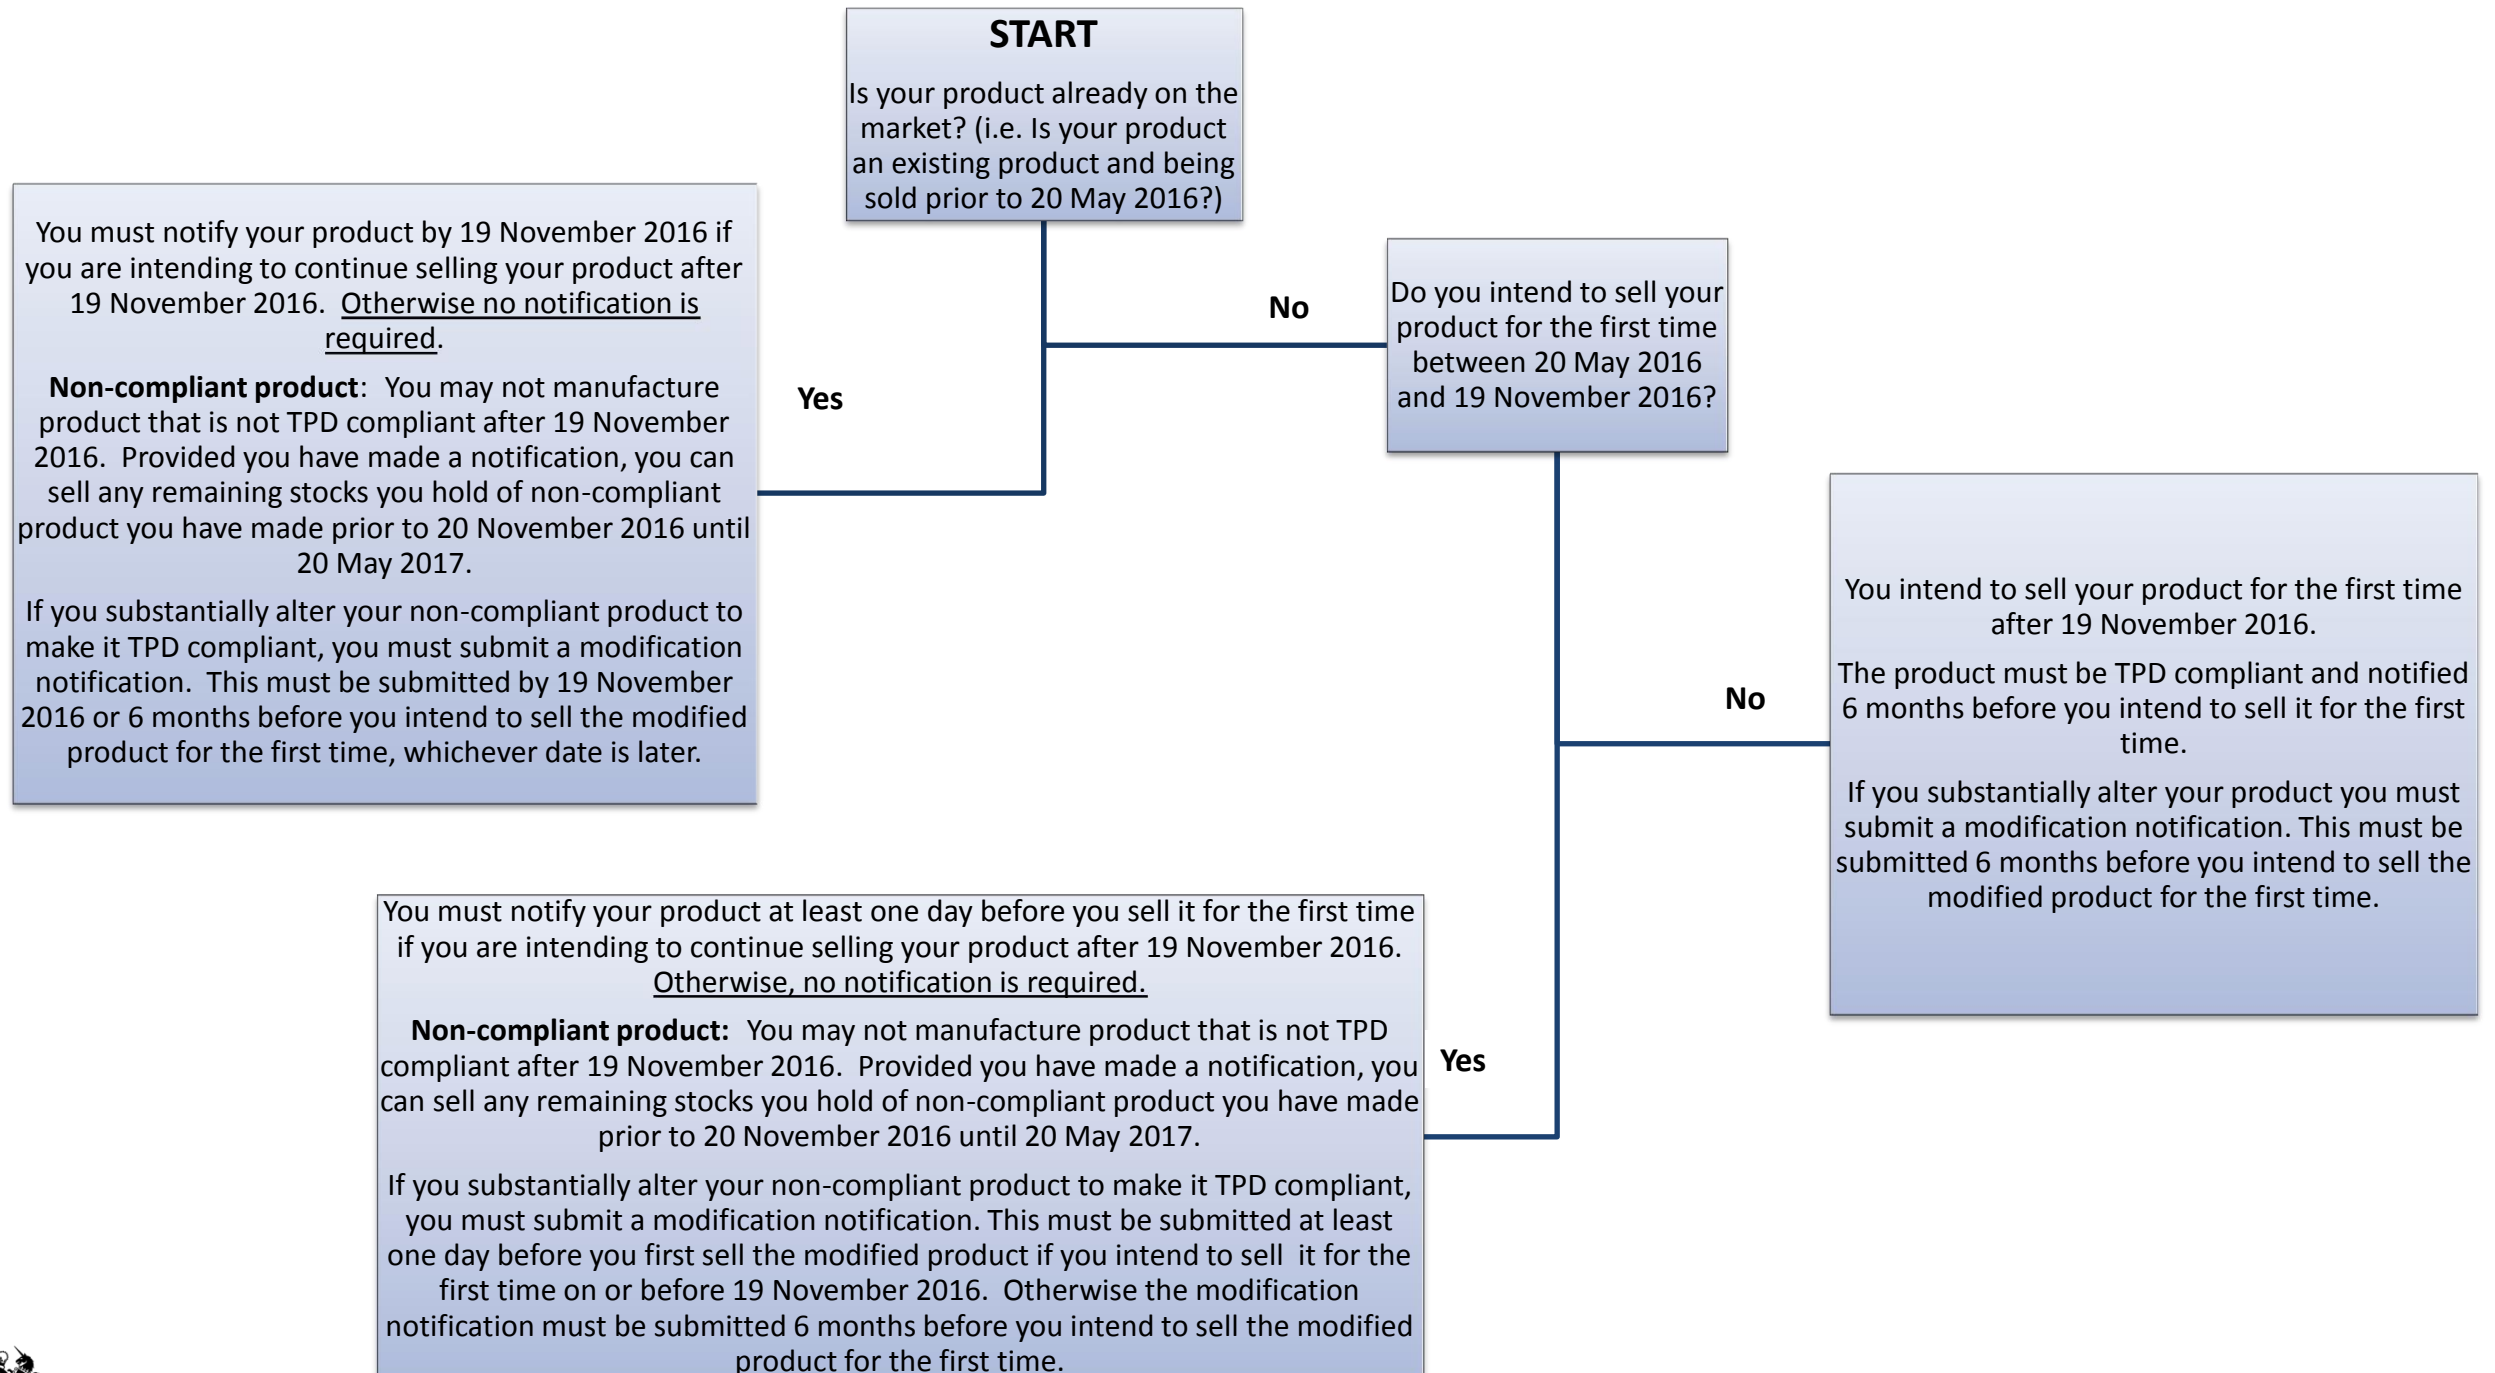 START
Is your product already on the
market? (i.e. Is your product
an existing product and being
sold prior to 20 May 2016?)
You must notify your product by 19 November 2016 if
you are intending to continue selling your product after
19 November 2016.  Otherwise no notification is
required.
Non-compliant product:  You may not manufacture
product that is not TPD compliant after 19 November
2016.  Provided you have made a notification, you can
sell any remaining stocks you hold of non-compliant
product you have made prior to 20 November 2016 until
20 May 2017.
If you substantially alter your non-compliant product to
make it TPD compliant, you must submit a modification
notification.  This must be submitted by 19 November
2016 or 6 months before you intend to sell the modified
product for the first time, whichever date is later.
Yes
No
Do you intend to sell your
product for the first time
between 20 May 2016
and 19 November 2016?
No
You intend to sell your product for the first time
after 19 November 2016.
The product must be TPD compliant and notified
6 months before you intend to sell it for the first
time.
If you substantially alter your product you must
submit a modification notification. This must be
submitted 6 months before you intend to sell the
modified product for the first time.
You must notify your product at least one day before you sell it for the first time
if you are intending to continue selling your product after 19 November 2016.
Otherwise, no notification is required.
Non-compliant product:  You may not manufacture product that is not TPD
compliant after 19 November 2016.  Provided you have made a notification, you
can sell any remaining stocks you hold of non-compliant product you have made
prior to 20 November 2016 until 20 May 2017.
If you substantially alter your non-compliant product to make it TPD compliant,
you must submit a modification notification. This must be submitted at least
one day before you first sell the modified product if you intend to sell  it for the
first time on or before 19 November 2016.  Otherwise the modification
notification must be submitted 6 months before you intend to sell the modified
product for the first time.
Yes